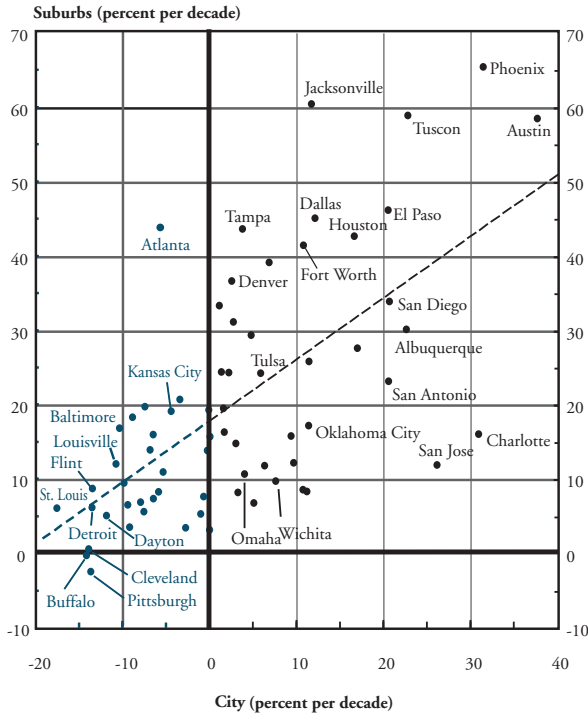 Suburbs (percent per decade)
70 70
Phoenix
Jacksonville
60 60
Tuscon Austin
50 50
Dallas
Tampa El Paso
Houston
Atlanta
40 40
Fort Worth
Denver
30 San Diego 30
Albuquerque
Kansas City Tulsa
San Antonio
20 20
Baltimore
Oklahoma City
Louisville San Jose Charlotte
Flint
10 10
St. Louis
Detroit Dayton Omaha Wichita
0 0
Cleveland
Buffalo Pittsburgh
-10 -10
-20 -10 0 10 20 30 40
City (percent per decade)